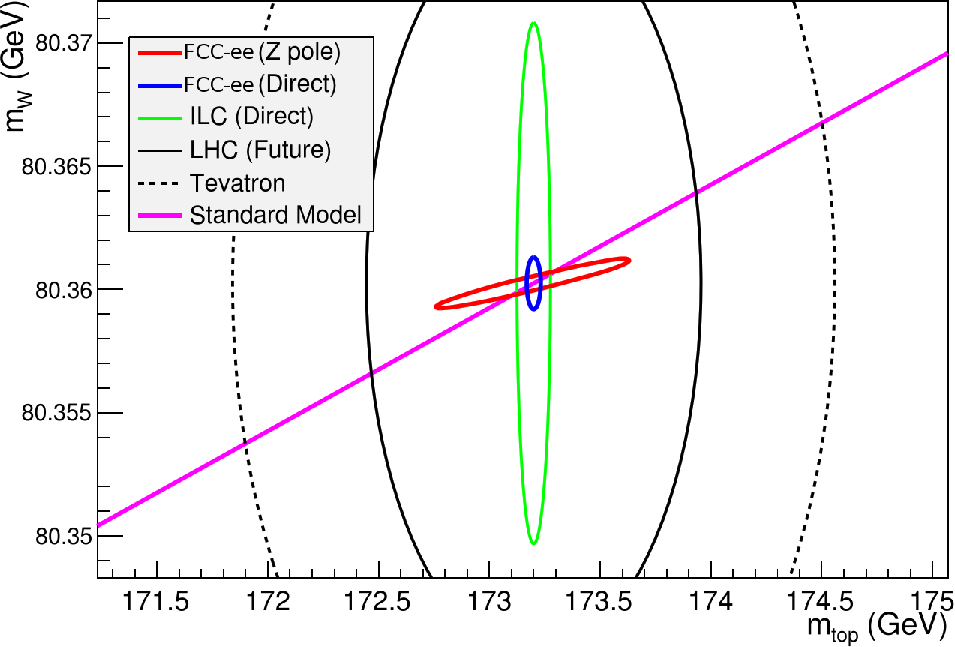 m_W (GeV)
80.37
80.365
80.36
80.355
80.35
FCC-ee (Z pole)
FCC-ee (Direct)
ILC (Direct)
LHC (Future)
Tevatron
Standard Model
171.5 172 172.5 173 173.5 174 174.5 175
m_top (GeV)